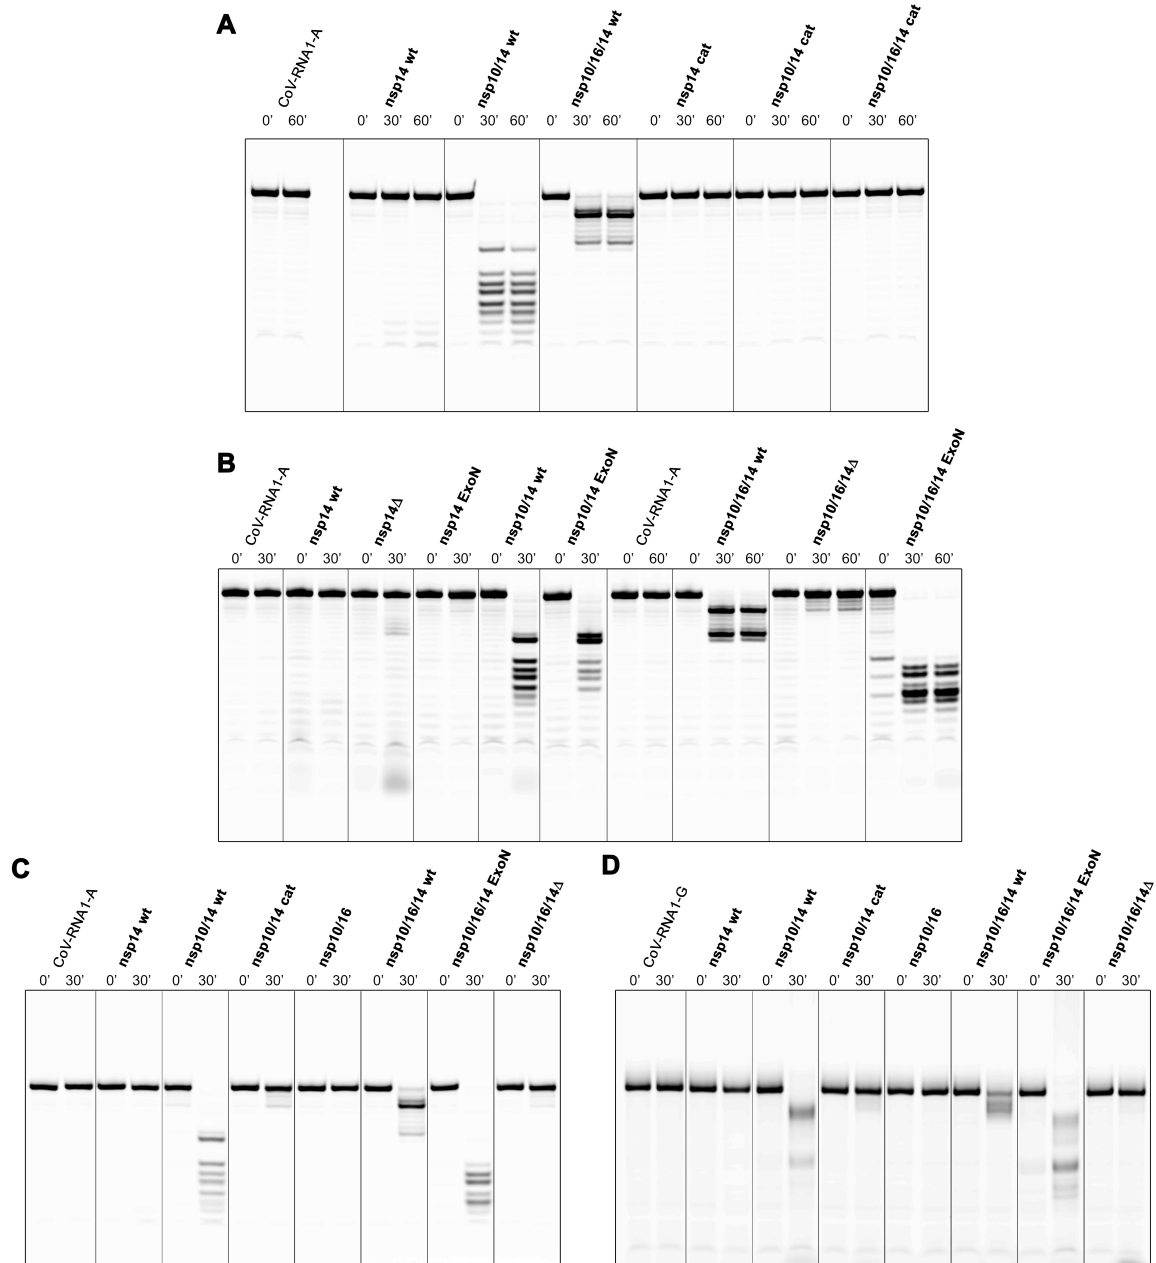 A
CoV-RNA1-A
nsp14 wt
nsp10/14 wt
nsp10/16/14 wt
nsp14 cat
nsp10/14 cat
nsp10/16/14 cat
0' 60' 0' 30' 60' 0' 30' 60' 0' 30' 60' 0' 30' 60' 0' 30' 60' 0' 30' 60'
B
CoV-RNA1-A
nsp14 wt
nsp14Δ
nsp14 ExoN
nsp10/14 wt
nsp10/14 ExoN
CoV-RNA1-A
nsp10/16/14 wt
nsp10/16/14Δ
nsp10/16/14 ExoN
0' 30' 0' 30' 0' 30' 0' 30' 0' 30' 0' 30' 0' 60' 0' 30' 60' 0' 30' 60' 0' 30' 60'
C
CoV-RNA1-A
nsp14 wt
nsp10/14 wt
nsp10/14 cat
nsp10/16
nsp10/16/14 wt
nsp10/16/14 ExoN
nsp10/16/14Δ
0' 30' 0' 30' 0' 30' 0' 30' 0' 30' 0' 30' 0' 30' 0' 30'
D
CoV-RNA1-G
nsp14 wt
nsp10/14 wt
nsp10/14 cat
nsp10/16
nsp10/16/14 wt
nsp10/16/14 ExoN
nsp10/16/14Δ
0' 30' 0' 30' 0' 30' 0' 30' 0' 30' 0' 30' 0' 30' 0' 30'